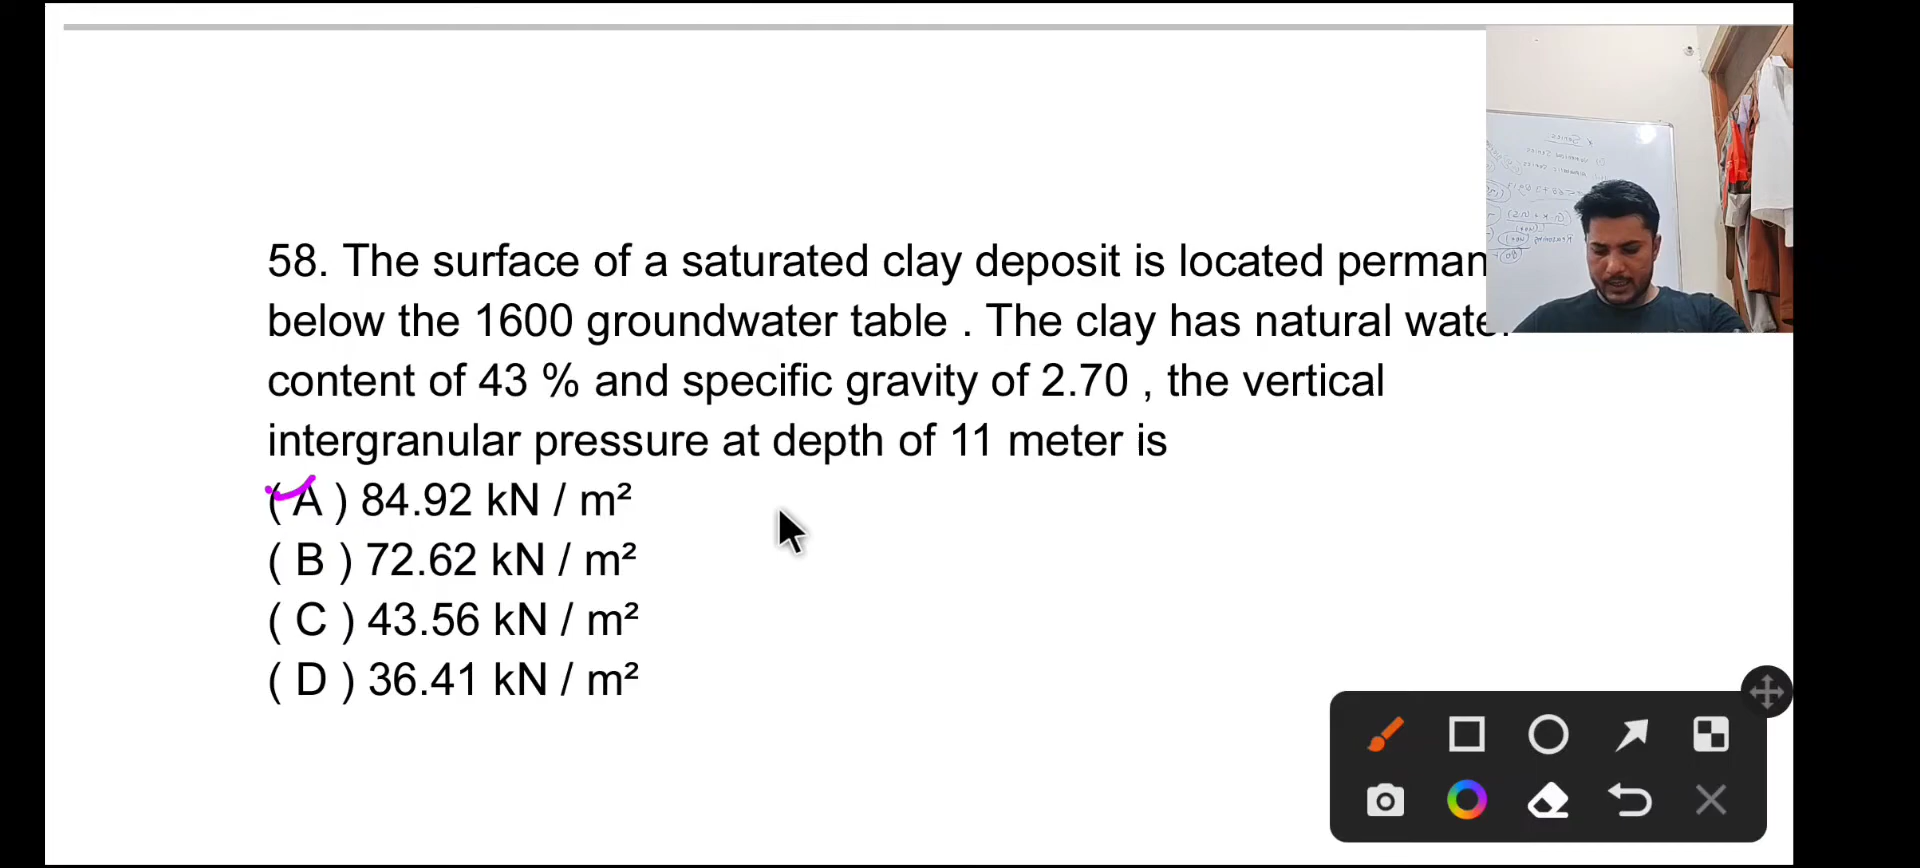 58. The surface of a saturated clay deposit is located perman
below the 1600 groundwater table . The clay has natural water
content of 43 % and specific gravity of 2.70 , the vertical
intergranular pressure at depth of 11 meter is
( A ) 84.92 kN / m²
( B ) 72.62 kN / m²
( C ) 43.56 kN / m²
( D ) 36.41 kN / m²